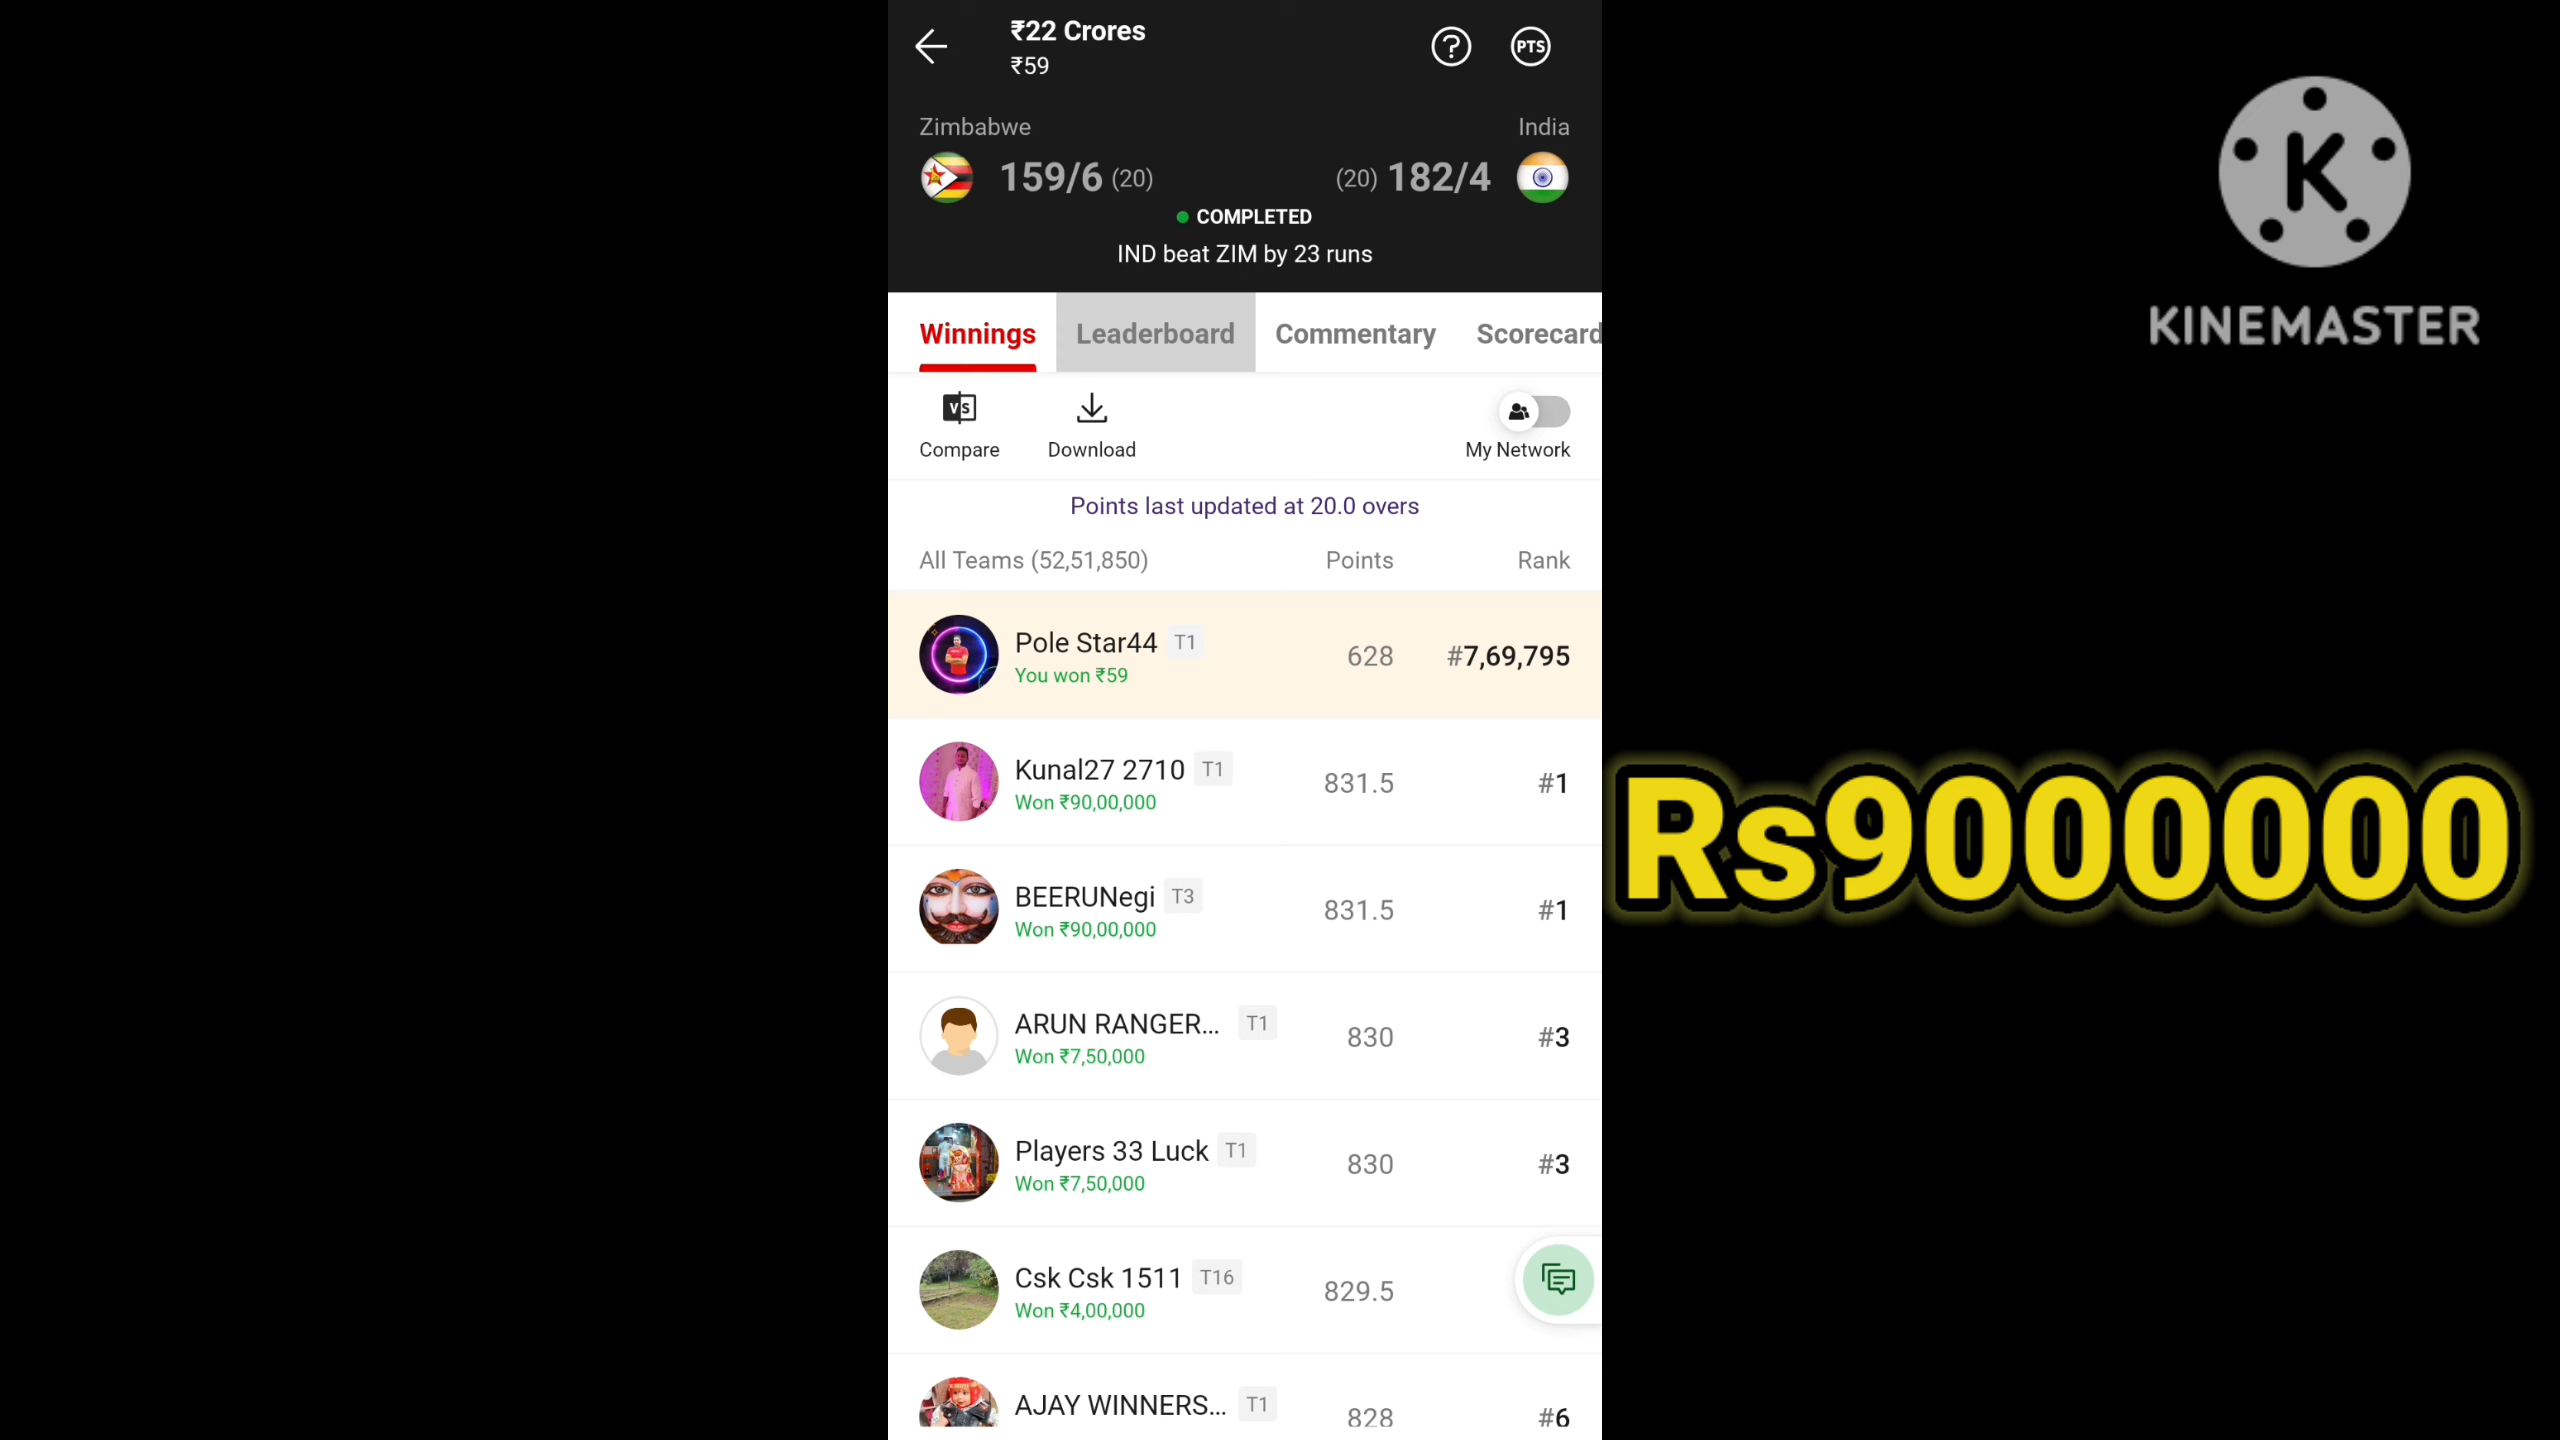 ₹22 Crores
₹59
PTS
Zimbabwe
India
159/6 (20)
(20) 182/4
COMPLETED
IND beat ZIM by 23 runs
Winnings Leaderboard Commentary Scorecard
VS
Compare Download My Network
Points last updated at 20.0 overs
All Teams (52,51,850) Points Rank
Pole Star44 T1 628 #7,69,795
You won ₹59
Kunal27 2710 T1 831.5 #1
Won ₹90,00,000
BEERUNegi T3 831.5 #1
Won ₹90,00,000
ARUN RANGER... T1 830 #3
Won ₹7,50,000
Players 33 Luck T1 830 #3
Won ₹7,50,000
Csk Csk 1511 T16 829.5
Won ₹4,00,000
AJAY WINNERS... T1 828 #6
K
KINEMASTER
Rs9000000